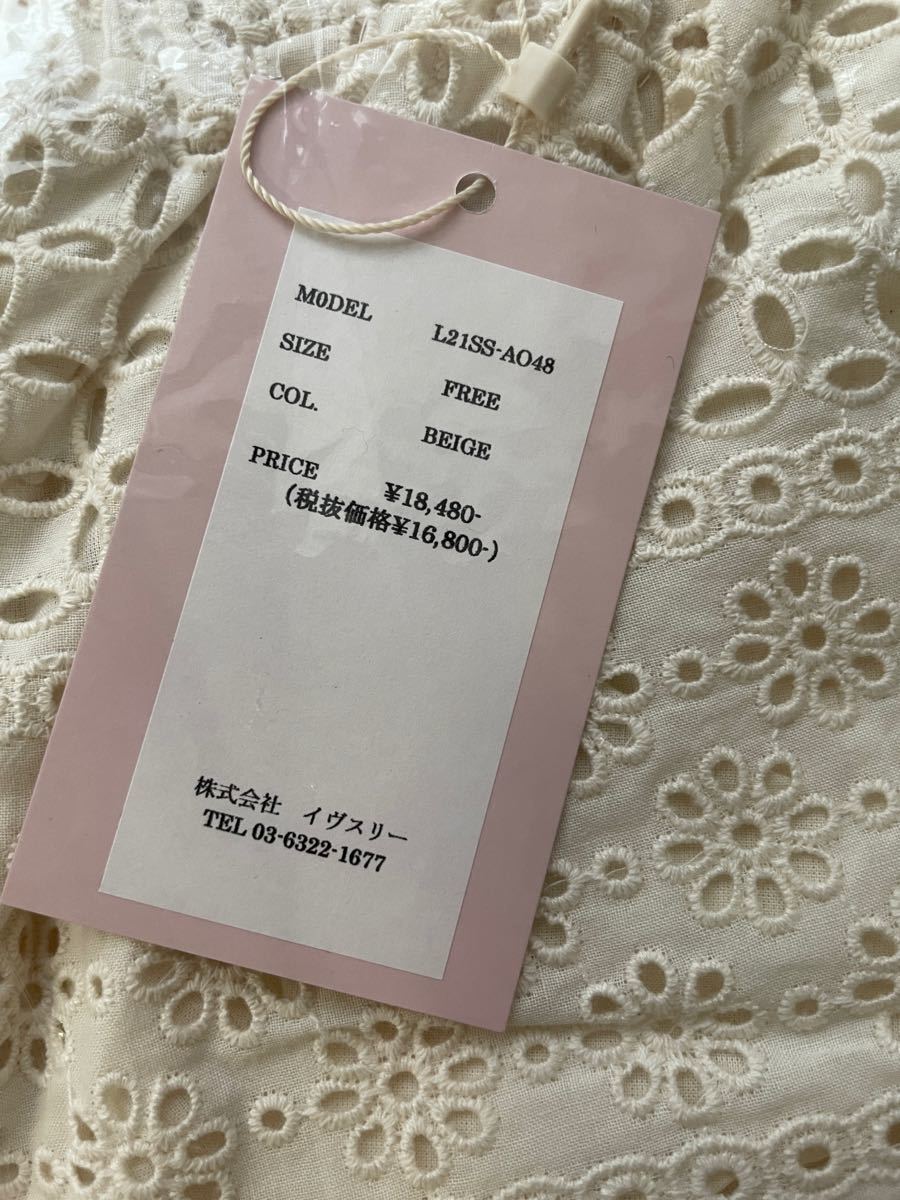 M0DEL L21SS-AO48
SIZE FREE
COL. BEIGE
PRICE ¥18,480-
(税抜価格¥16,800-)
株式会社　イヴスリー
TEL 03-6322-1677